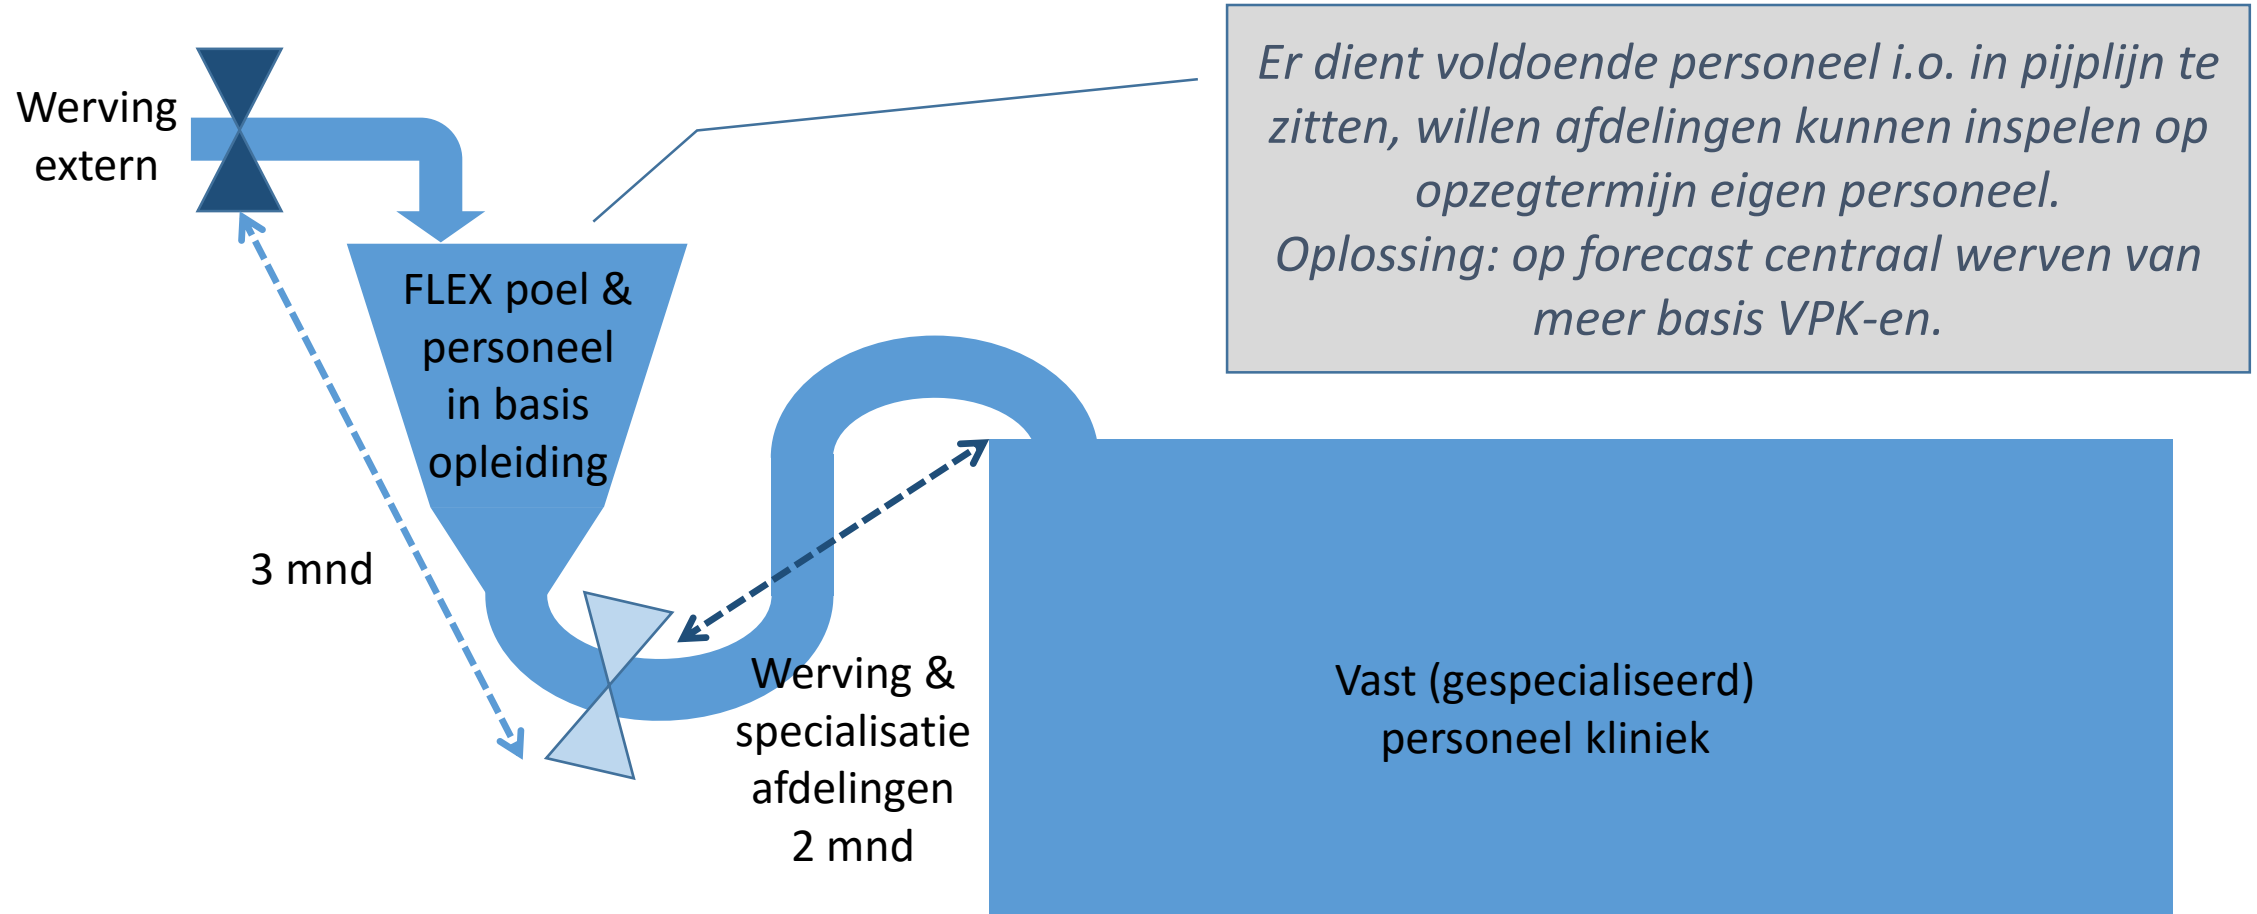 Werving
extern
Er dient voldoende personeel i.o. in pijplijn te
zitten, willen afdelingen kunnen inspelen op
opzegtermijn eigen personeel.
Oplossing: op forecast centraal werven van
meer basis VPK-en.
FLEX poel &
personeel
in basis
opleiding
3 mnd
Werving &
specialisatie
afdelingen
2 mnd
Vast (gespecialiseerd)
personeel kliniek